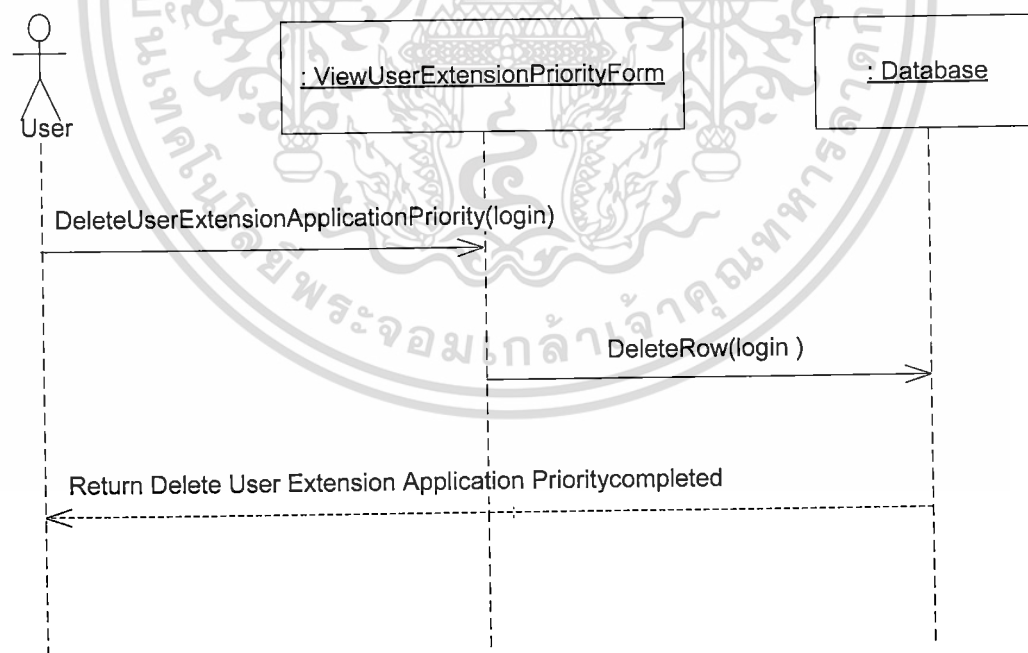 User
: ViewUserExtensionPriorityForm
: Database
DeleteUserExtensionApplicationPriority(login)
DeleteRow(login )
Return Delete User Extension Application Prioritycompleted